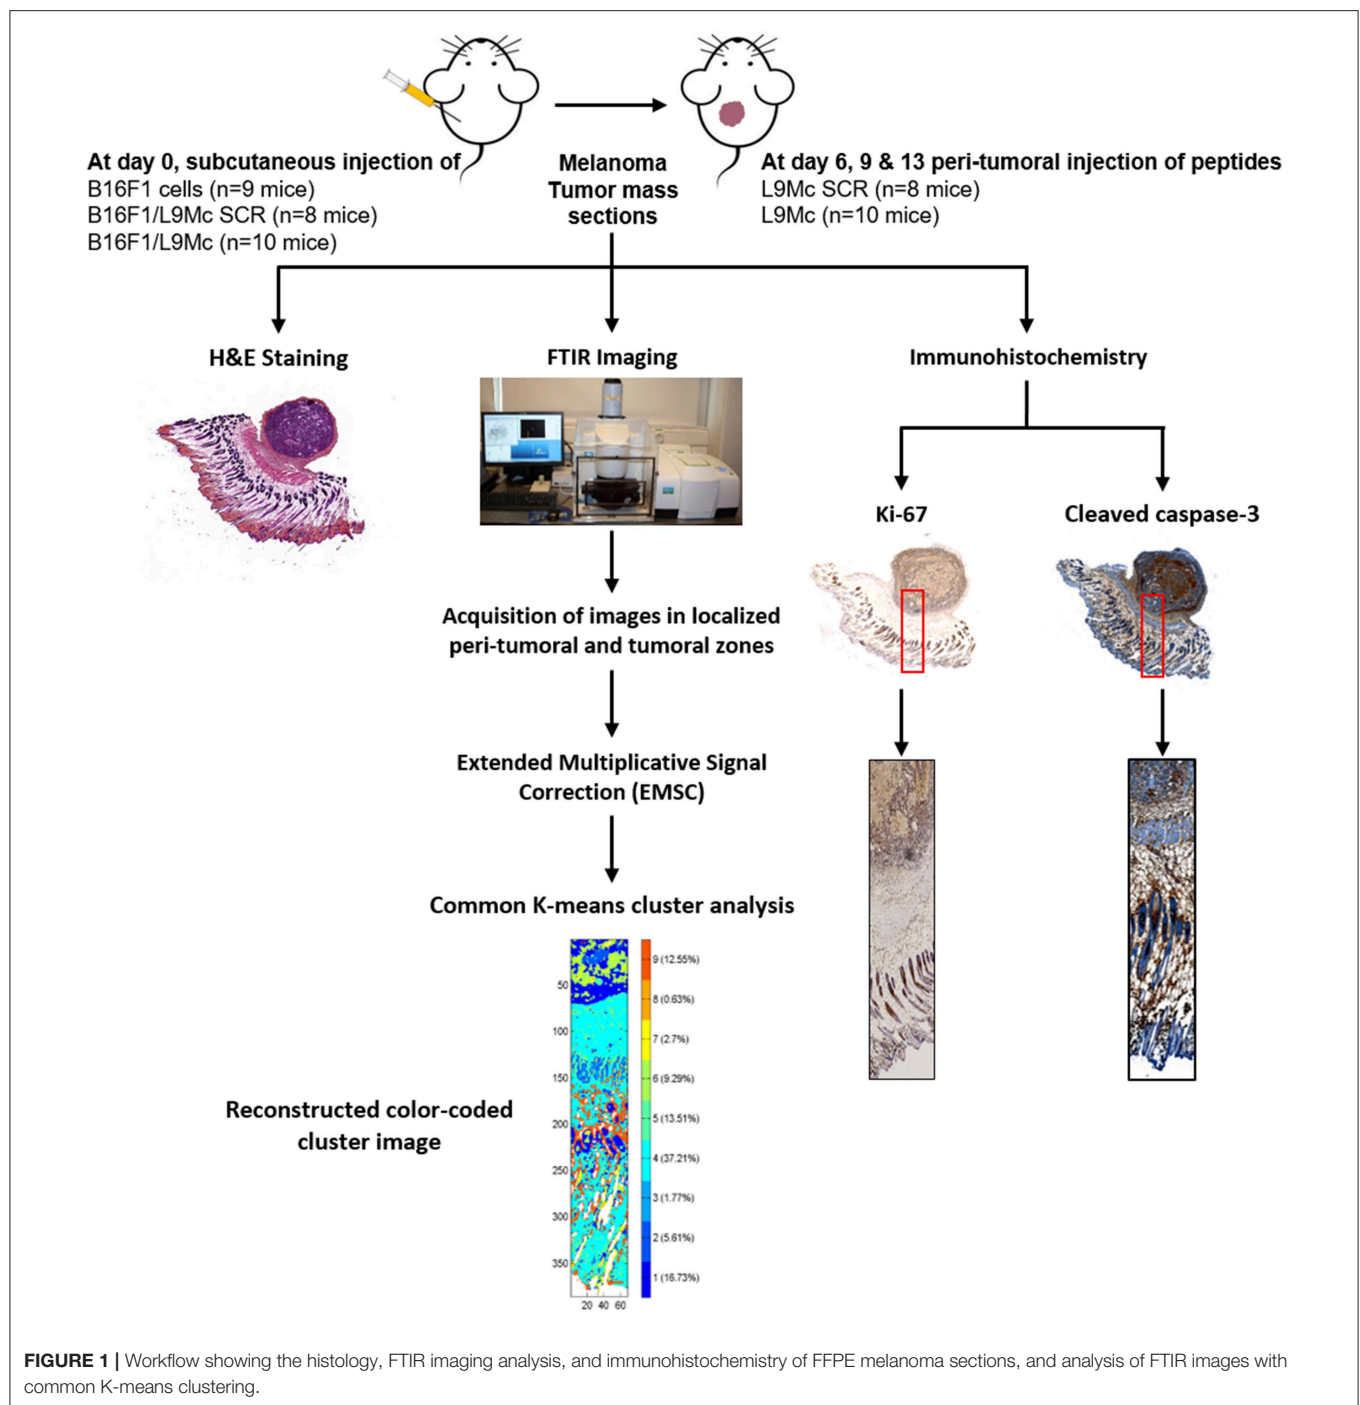 At day 0, subcutaneous injection of
B16F1 cells (n=9 mice)
B16F1/L9Mc SCR (n=8 mice)
B16F1/L9Mc (n=10 mice)
Melanoma
Tumor mass
sections
At day 6, 9 & 13 peri-tumoral injection of peptides
L9Mc SCR (n=8 mice)
L9Mc (n=10 mice)
H&E Staining
FTIR Imaging
Immunohistochemistry
Ki-67
Cleaved caspase-3
Acquisition of images in localized
peri-tumoral and tumoral zones
Extended Multiplicative Signal
Correction (EMSC)
Common K-means cluster analysis
Reconstructed color-coded
cluster image
50
100
150
200
250
300
350
20 40 60
9 (12.55%)
8 (0.63%)
7 (2.7%)
6 (9.29%)
5 (13.51%)
4 (37.21%)
3 (1.77%)
2 (5.61%)
1 (16.73%)
FIGURE 1 | Workflow showing the histology, FTIR imaging analysis, and immunohistochemistry of FFPE melanoma sections, and analysis of FTIR images with
common K-means clustering.